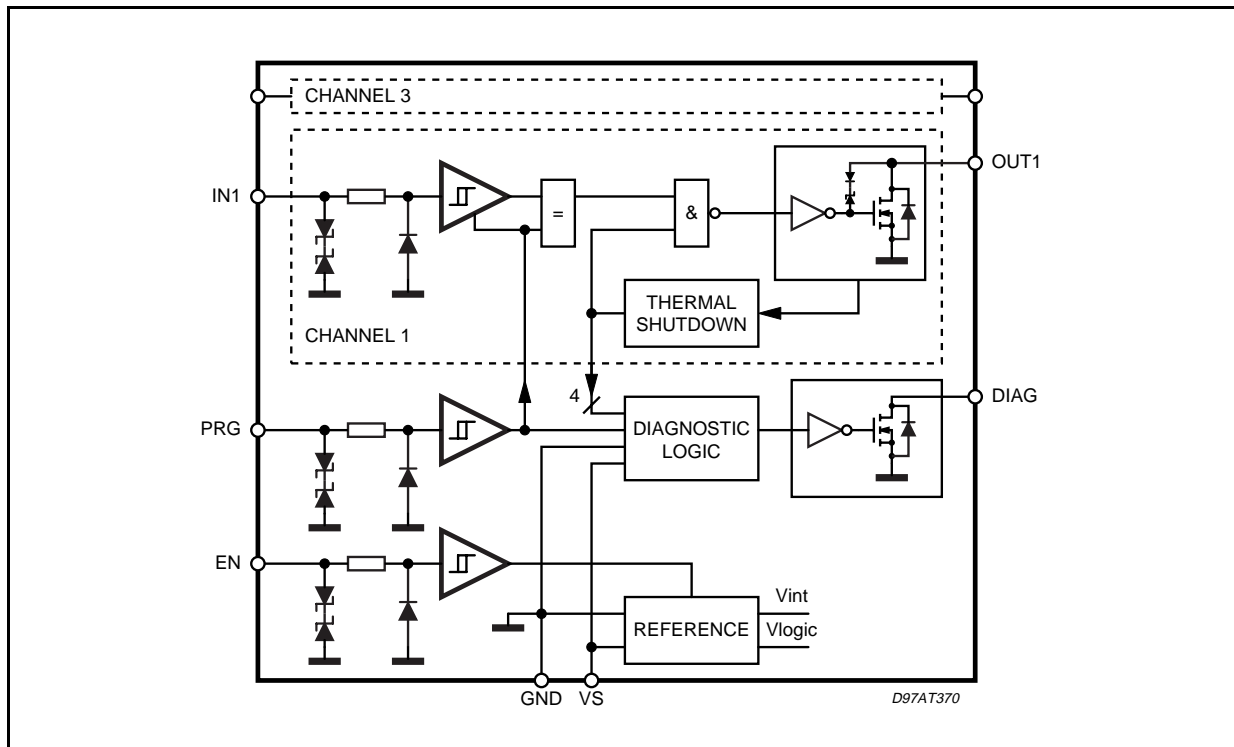 CHANNEL 3
OUT1
IN1
=
&
THERMAL
SHUTDOWN
CHANNEL 1
4
DIAG
PRG
DIAGNOSTIC
LOGIC
EN
Vint
REFERENCE
Vlogic
GND
VS
D97AT370